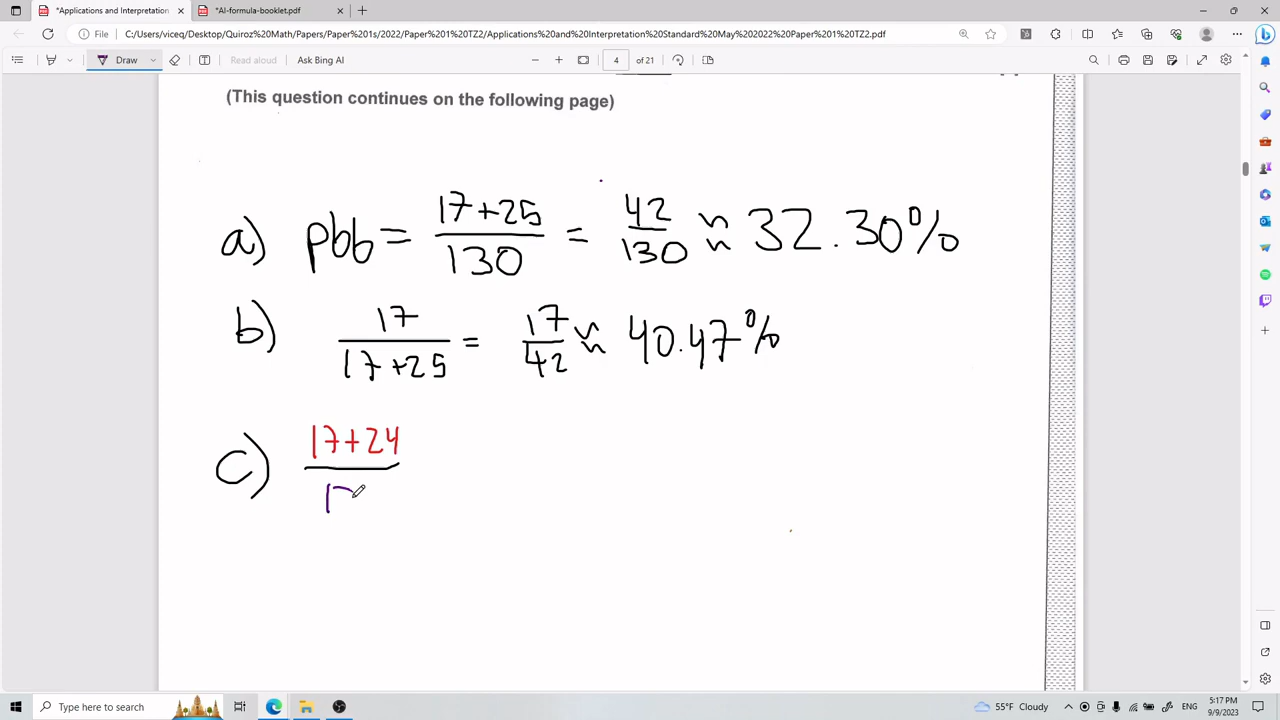 *Applications and Interpretation
*AI-formula-booklet.pdf
File
C:/Users/viceq/Desktop/Quiroz%20Math/Papers/Paper%201s/2022/Paper%201%20TZ2/Applications%20and%20Interpretation%20Standard%20May%202022%20Paper%201%20TZ2.pdf
Draw
Read aloud
Ask Bing AI
4
of 21
(This question continues on the following page)
a) pbb = 17+25/130 = 42/130 ≈ 32.30%
b) 17/17+25 = 17/42 ≈ 40.47%
c) 17+24
Type here to search
55°F Cloudy
5:17 PM
9/9/2023